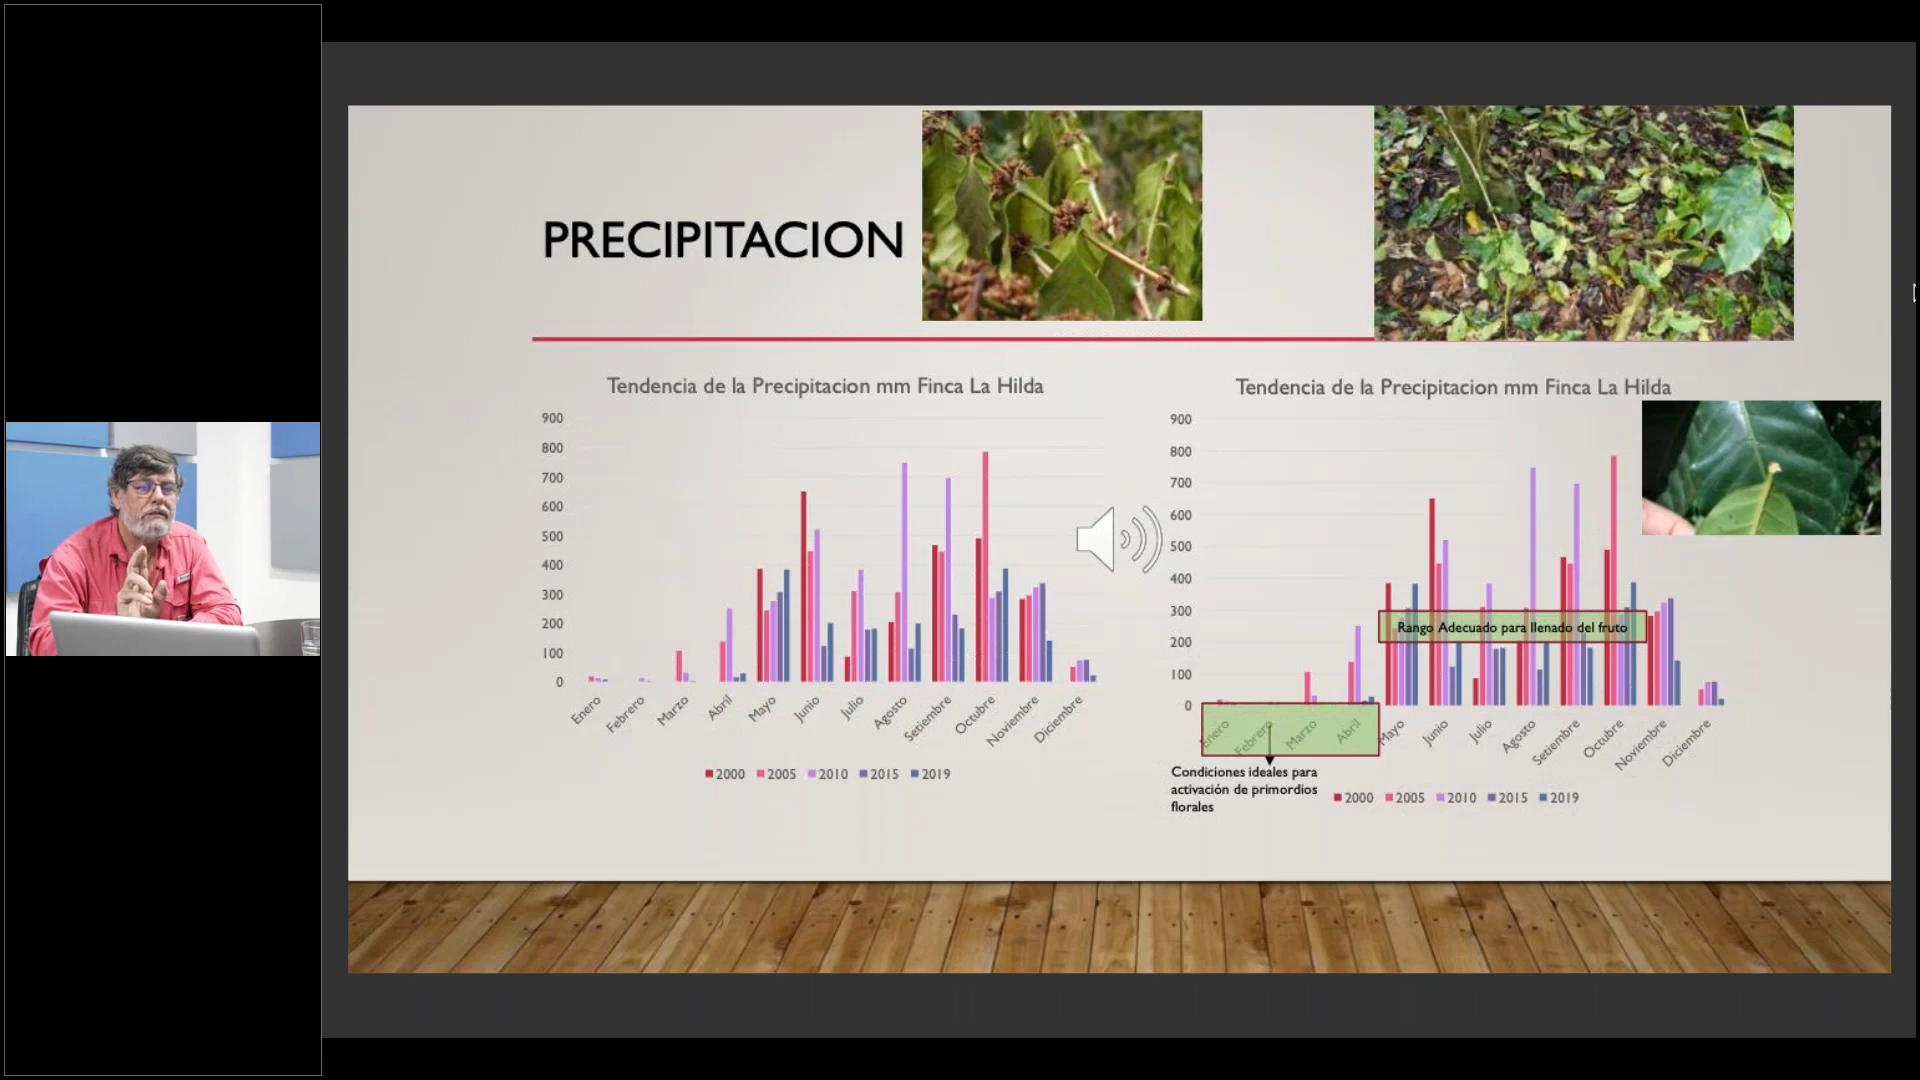 PRECIPITACION
Tendencia de la Precipitacion mm Finca La Hilda
900
800
700
600
500
400
300
200
100
0
Enero
Febrero
Marzo
Abril
Mayo
Junio
Julio
Agosto
Setiembre
Octubre
Noviembre
Diciembre
2000 2005 2010 2015 2019
Tendencia de la Precipitacion mm Finca La Hilda
900
800
700
600
500
400
300
200
100
0
Rango Adecuado para llenado del fruto
Enero
Febrero
Marzo
Abril
Mayo
Junio
Julio
Agosto
Setiembre
Octubre
Noviembre
Diciembre
Condiciones ideales para
activación de primordios
florales
2000 2005 2010 2015 2019